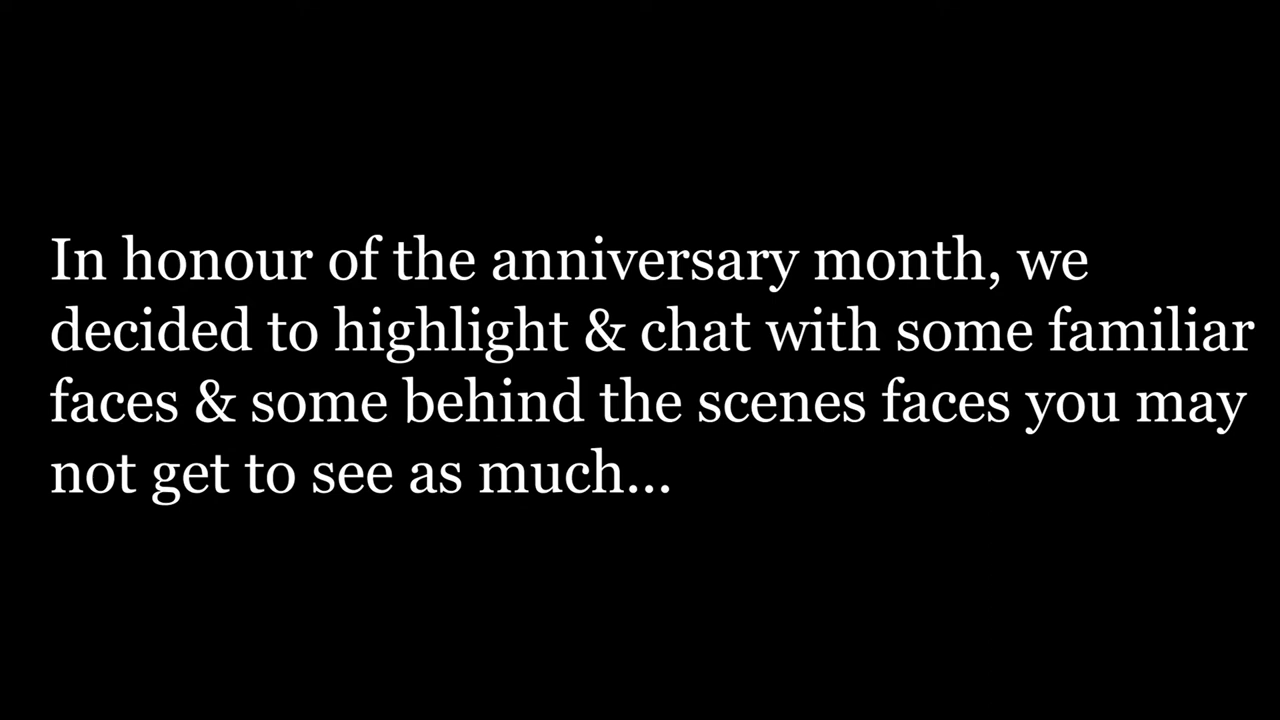 In honour of the anniversary month, we
decided to highlight & chat with some familiar
faces & some behind the scenes faces you may
not get to see as much...